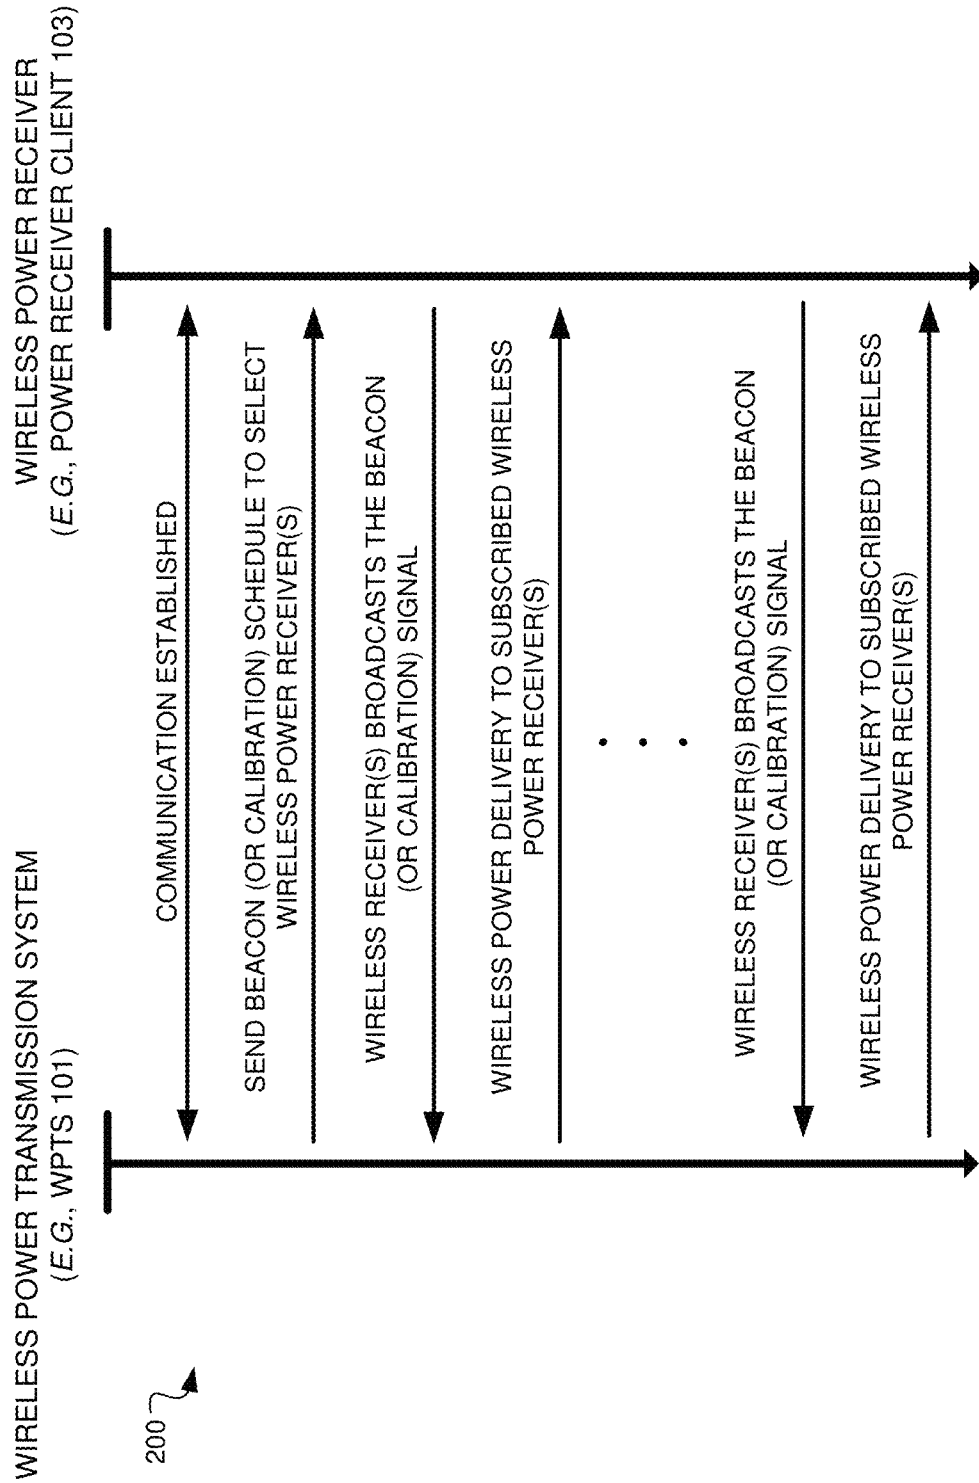 WIRELESS POWER TRANSMISSION SYSTEM
(E.G., WPTS 101)
WIRELESS POWER RECEIVER
(E.G., POWER RECEIVER CLIENT 103)
200
COMMUNICATION ESTABLISHED
SEND BEACON (OR CALIBRATION) SCHEDULE TO SELECT
WIRELESS POWER RECEIVER(S)
WIRELESS RECEIVER(S) BROADCASTS THE BEACON
(OR CALIBRATION) SIGNAL
WIRELESS POWER DELIVERY TO SUBSCRIBED WIRELESS
POWER RECEIVER(S)
WIRELESS RECEIVER(S) BROADCASTS THE BEACON
(OR CALIBRATION) SIGNAL
WIRELESS POWER DELIVERY TO SUBSCRIBED WIRELESS
POWER RECEIVER(S)